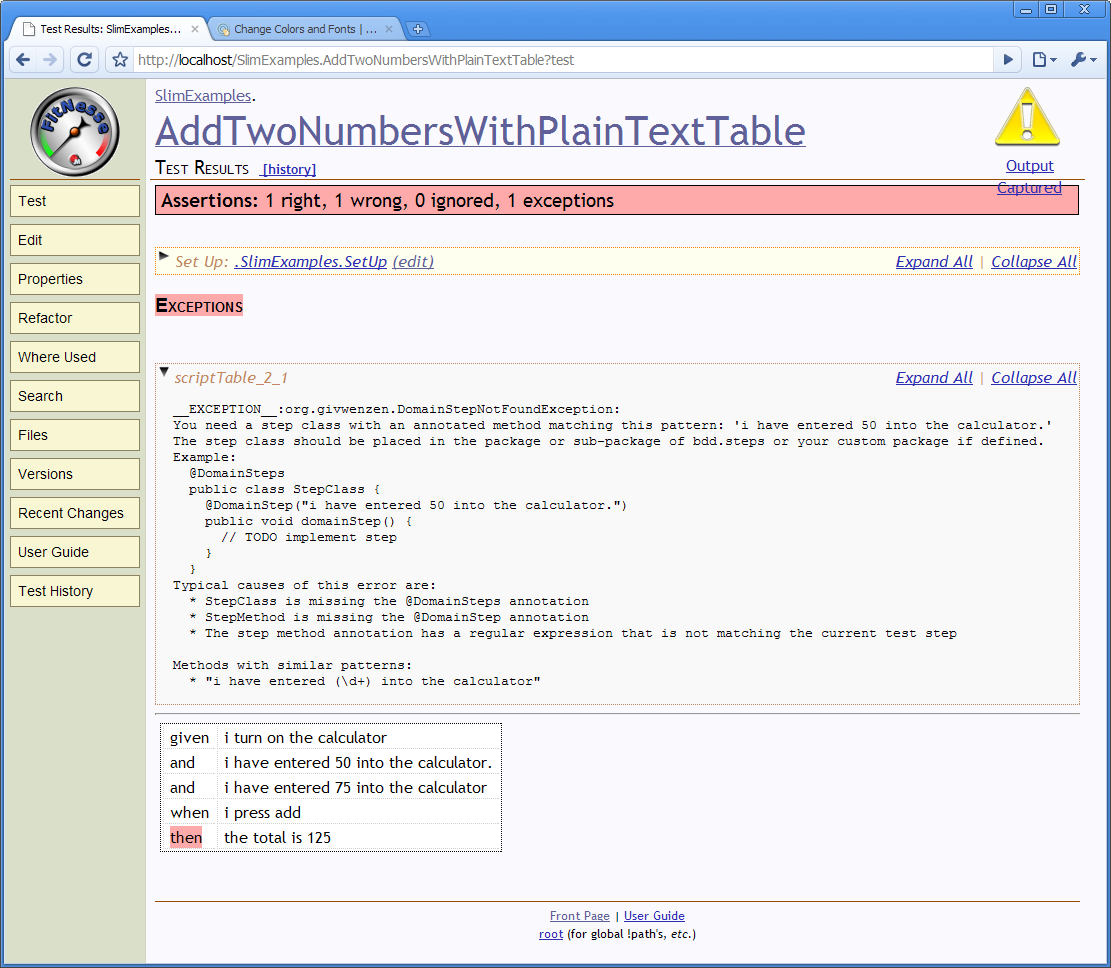 Test Results: SlimExamples...
Change Colors and Fonts | ...
http://localhost/SlimExamples.AddTwoNumbersWithPlainTextTable?test
FitNesse
Test
Edit
Properties
Refactor
Where Used
Search
Files
Versions
Recent Changes
User Guide
Test History
SlimExamples.
AddTwoNumbersWithPlainTextTable
Test Results [history]
Output
Captured
Assertions: 1 right, 1 wrong, 0 ignored, 1 exceptions
Set Up: .SlimExamples.SetUp (edit) Expand All | Collapse All
Exceptions
scriptTable_2_1 Expand All | Collapse All
__EXCEPTION__:org.givwenzen.DomainStepNotFoundException:
You need a step class with an annotated method matching this pattern: 'i have entered 50 into the calculator.'
The step class should be placed in the package or sub-package of bdd.steps or your custom package if defined.
Example:
@DomainSteps
public class StepClass {
@DomainStep("i have entered 50 into the calculator.")
public void domainStep() {
// TODO implement step
}
}
Typical causes of this error are:
* StepClass is missing the @DomainSteps annotation
* StepMethod is missing the @DomainStep annotation
* The step method annotation has a regular expression that is not matching the current test step
Methods with similar patterns:
* "i have entered (\d+) into the calculator"
given i turn on the calculator
and i have entered 50 into the calculator.
and i have entered 75 into the calculator
when i press add
then the total is 125
Front Page | User Guide
root (for global !path's, etc.)